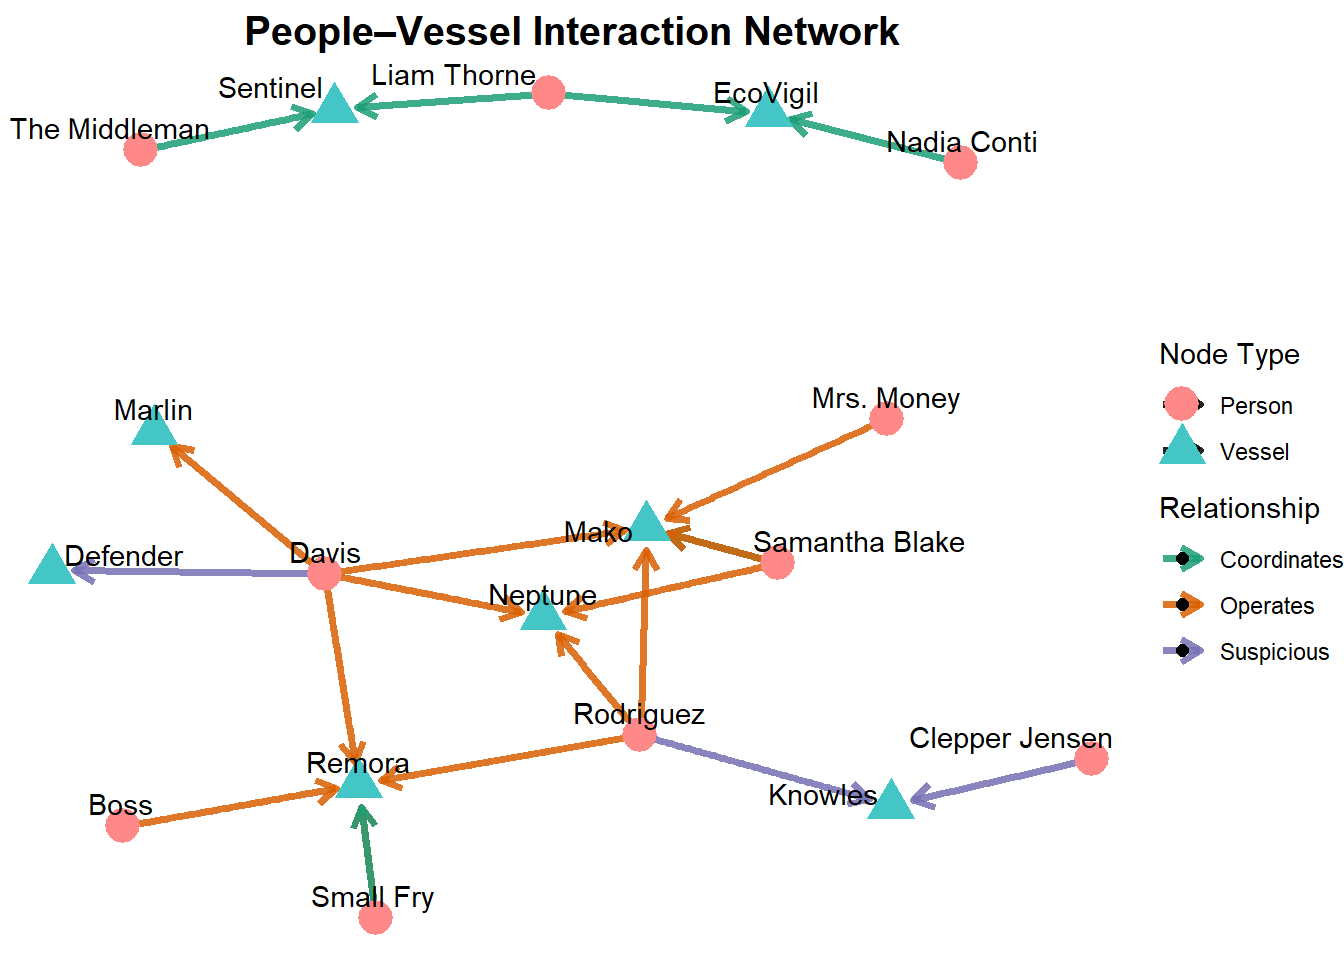 People–Vessel Interaction Network
Sentinel
Liam Thorne
EcoVigil
The Middleman
Nadia Conti
Marlin
Mrs. Money
Defender
Davis
Mako
Samantha Blake
Neptune
Rodriguez
Clepper Jensen
Remora
Knowles
Boss
Small Fry
Node Type
Person
Vessel
Relationship
Coordinates
Operates
Suspicious